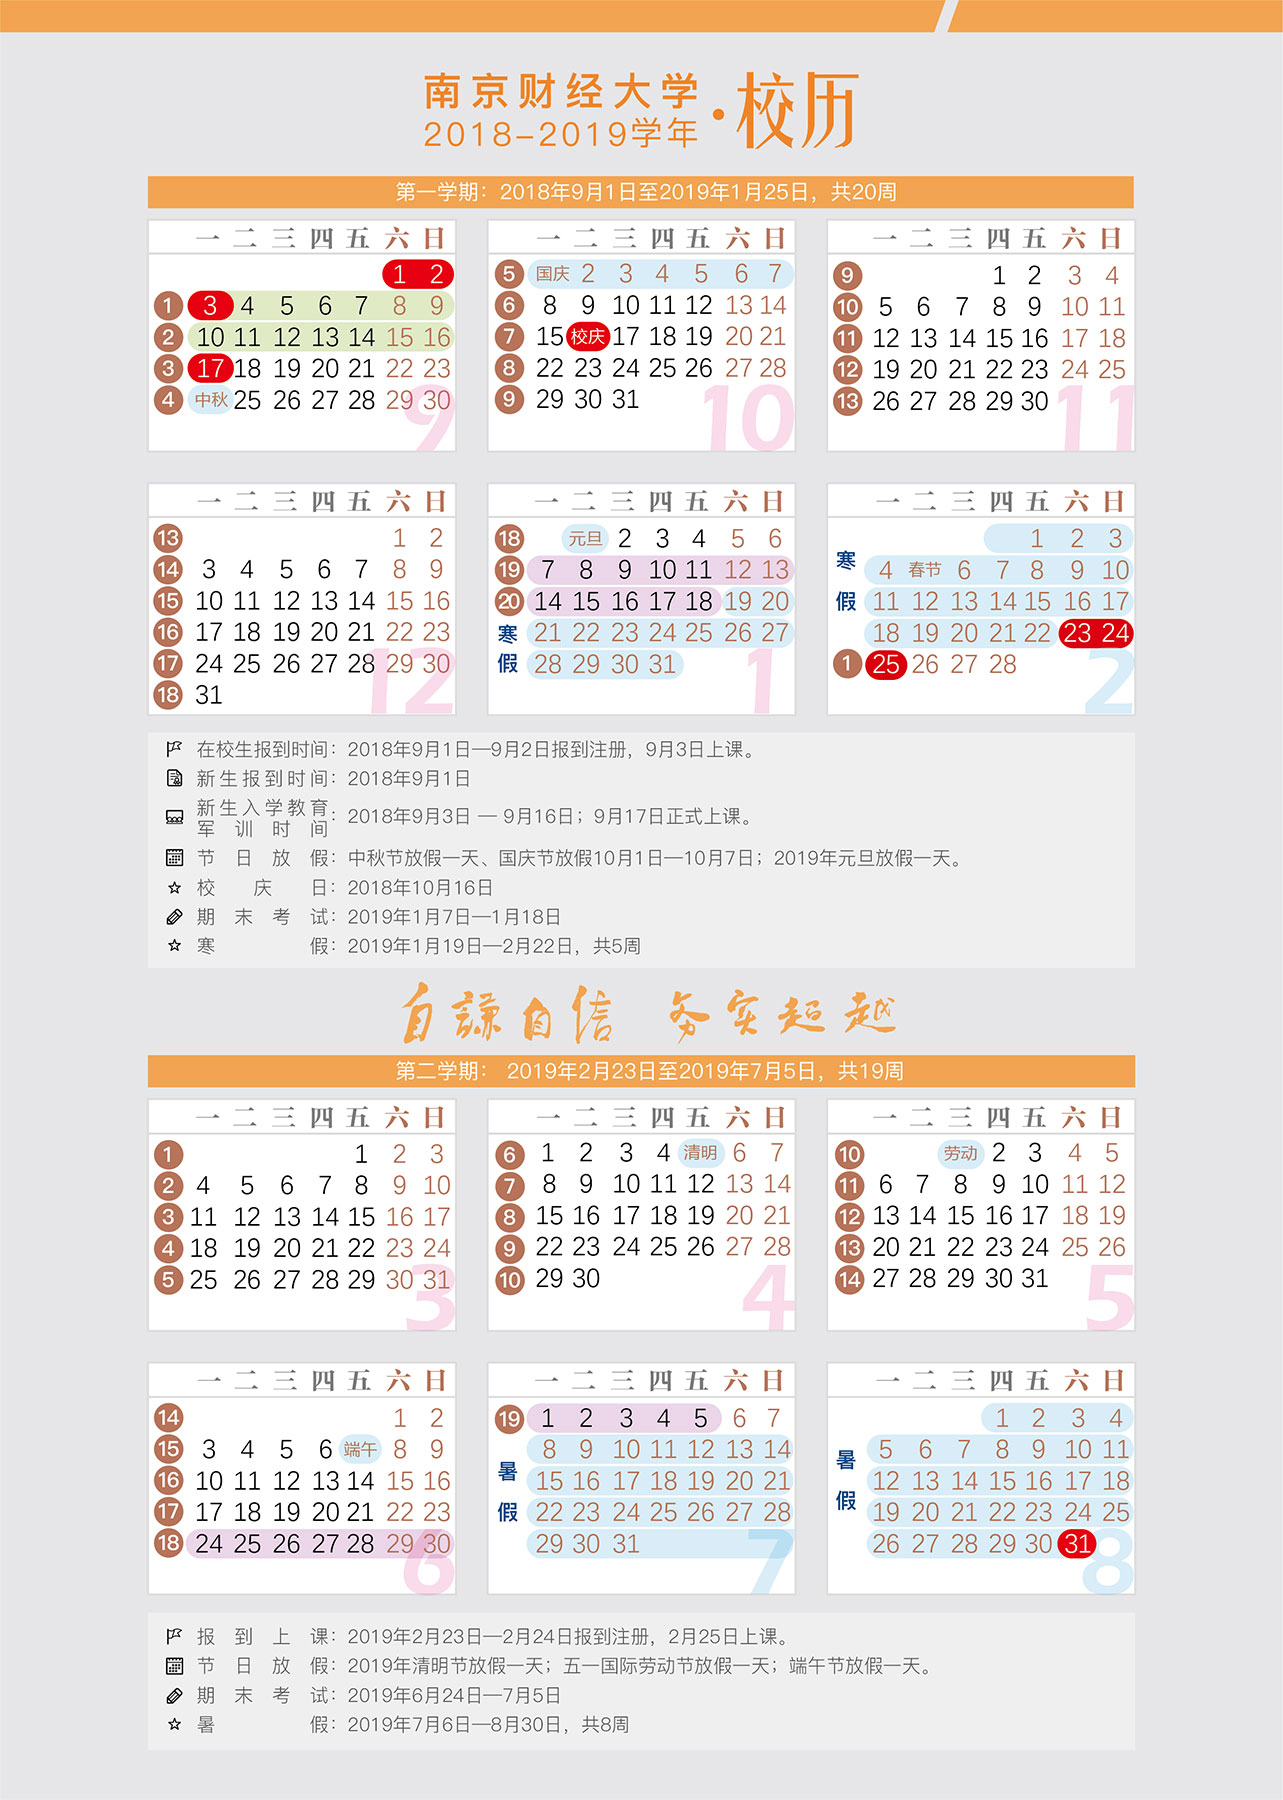 南京财经大学·校历
2018-2019学年
第一学期：2018年9月1日至2019年1月25日，共20周
一 二 三 四 五 六 日
1 2
1 3 4 5 6 7 8 9
2 10 11 12 13 14 15 16
3 17 18 19 20 21 22 23
4 中秋 25 26 27 28 29 30
9
一 二 三 四 五 六 日
5 国庆 2 3 4 5 6 7
6 8 9 10 11 12 13 14
7 15 校庆 17 18 19 20 21
8 22 23 24 25 26 27 28
9 29 30 31
10
一 二 三 四 五 六 日
9 1 2 3 4
10 5 6 7 8 9 10 11
11 12 13 14 15 16 17 18
12 19 20 21 22 23 24 25
13 26 27 28 29 30
11
一 二 三 四 五 六 日
13 1 2
14 3 4 5 6 7 8 9
15 10 11 12 13 14 15 16
16 17 18 19 20 21 22 23
17 24 25 26 27 28 29 30
18 31
12
一 二 三 四 五 六 日
18 元旦 2 3 4 5 6
19 7 8 9 10 11 12 13
20 14 15 16 17 18 19 20
寒 21 22 23 24 25 26 27
假 28 29 30 31
1
一 二 三 四 五 六 日
1 2 3
寒 4 春节 6 7 8 9 10
假 11 12 13 14 15 16 17
18 19 20 21 22 23 24
1 25 26 27 28
2
在校生报到时间：2018年9月1日—9月2日报到注册，9月3日上课。
新生报到时间：2018年9月1日
新生入学教育
军训时间：2018年9月3日 — 9月16日；9月17日正式上课。
节日放假：中秋节放假一天、国庆节放假10月1日—10月7日；2019年元旦放假一天。
校庆日：2018年10月16日
期末考试：2019年1月7日—1月18日
寒假：2019年1月19日—2月22日，共5周
自谦自信 务实超越
第二学期： 2019年2月23日至2019年7月5日，共19周
一 二 三 四 五 六 日
1 1 2 3
2 4 5 6 7 8 9 10
3 11 12 13 14 15 16 17
4 18 19 20 21 22 23 24
5 25 26 27 28 29 30 31
3
一 二 三 四 五 六 日
6 1 2 3 4 清明 6 7
7 8 9 10 11 12 13 14
8 15 16 17 18 19 20 21
9 22 23 24 25 26 27 28
10 29 30
4
一 二 三 四 五 六 日
10 劳动 2 3 4 5
11 6 7 8 9 10 11 12
12 13 14 15 16 17 18 19
13 20 21 22 23 24 25 26
14 27 28 29 30 31
5
一 二 三 四 五 六 日
14 1 2
15 3 4 5 6 端午 8 9
16 10 11 12 13 14 15 16
17 17 18 19 20 21 22 23
18 24 25 26 27 28 29 30
6
一 二 三 四 五 六 日
19 1 2 3 4 5 6 7
8 9 10 11 12 13 14
暑 15 16 17 18 19 20 21
假 22 23 24 25 26 27 28
29 30 31
7
一 二 三 四 五 六 日
1 2 3 4
暑 5 6 7 8 9 10 11
12 13 14 15 16 17 18
假 19 20 21 22 23 24 25
26 27 28 29 30 31
8
报到上课：2019年2月23日—2月24日报到注册，2月25日上课。
节日放假：2019年清明节放假一天；五一国际劳动节放假一天；端午节放假一天。
期末考试：2019年6月24日—7月5日
暑假：2019年7月6日—8月30日，共8周